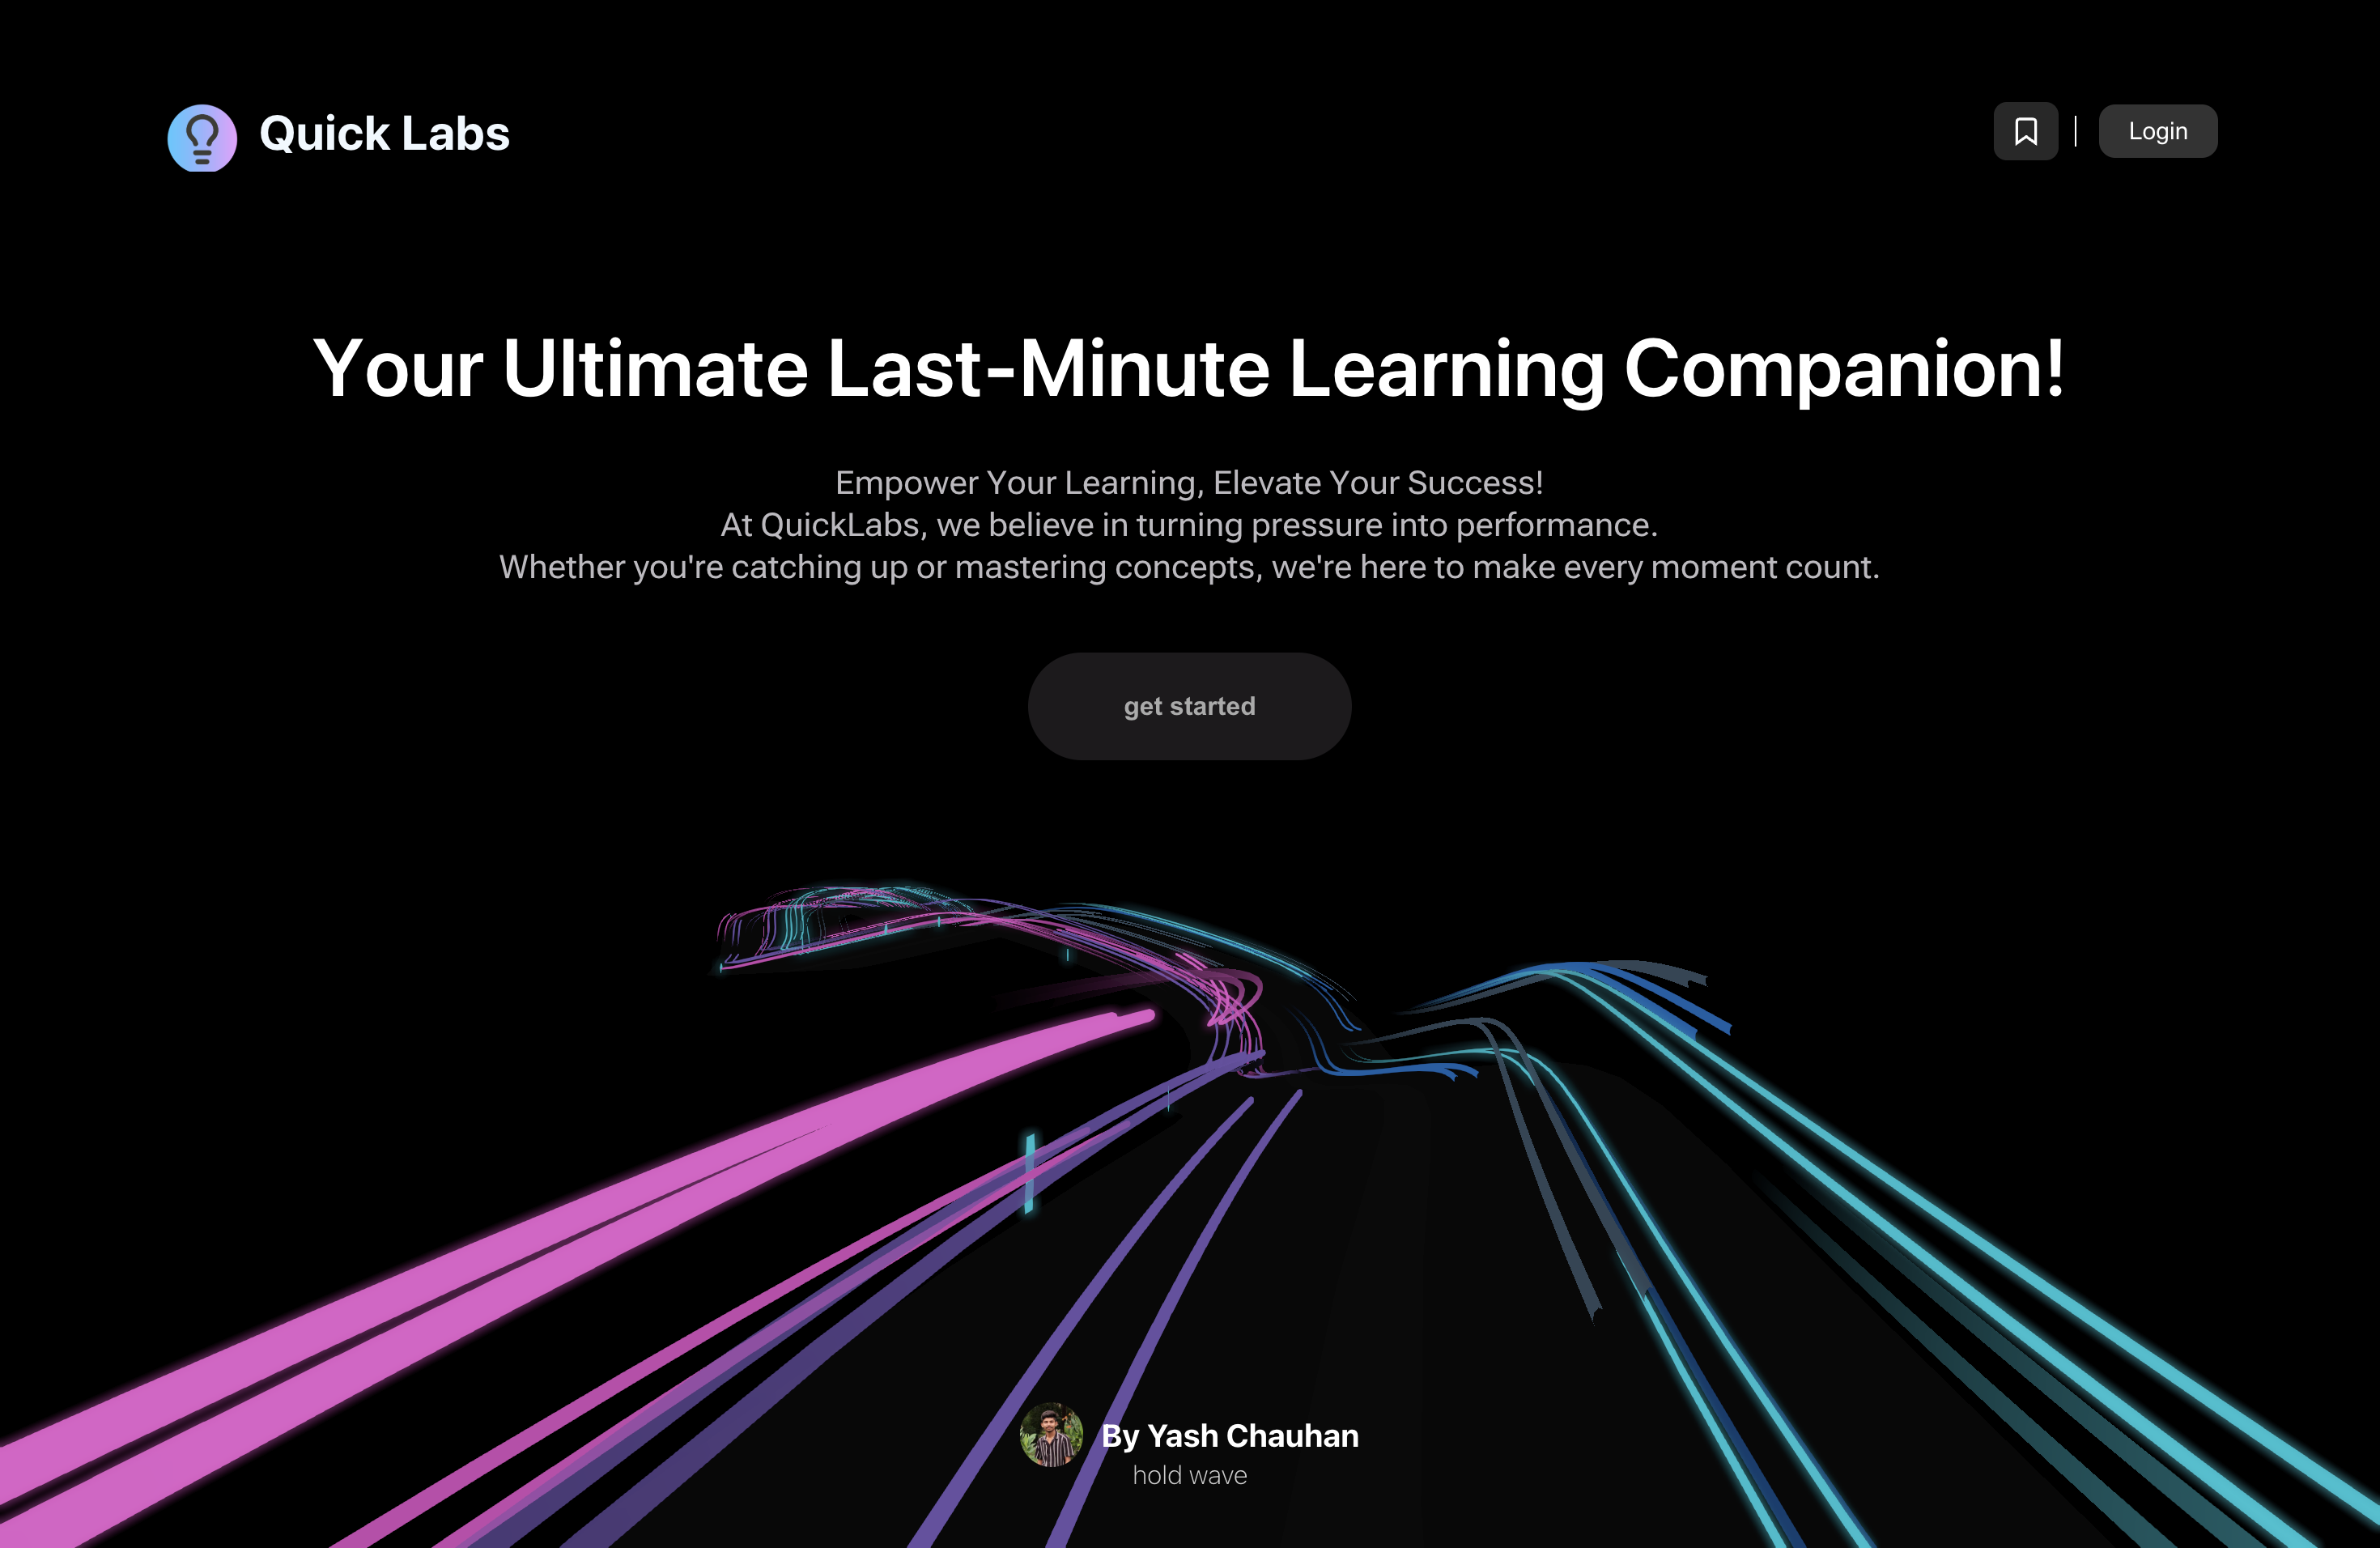 Quick Labs
Login
Your Ultimate Last-Minute Learning Companion!
Empower Your Learning, Elevate Your Success!
At QuickLabs, we believe in turning pressure into performance.
Whether you're catching up or mastering concepts, we're here to make every moment count.
get started
By Yash Chauhan
hold wave